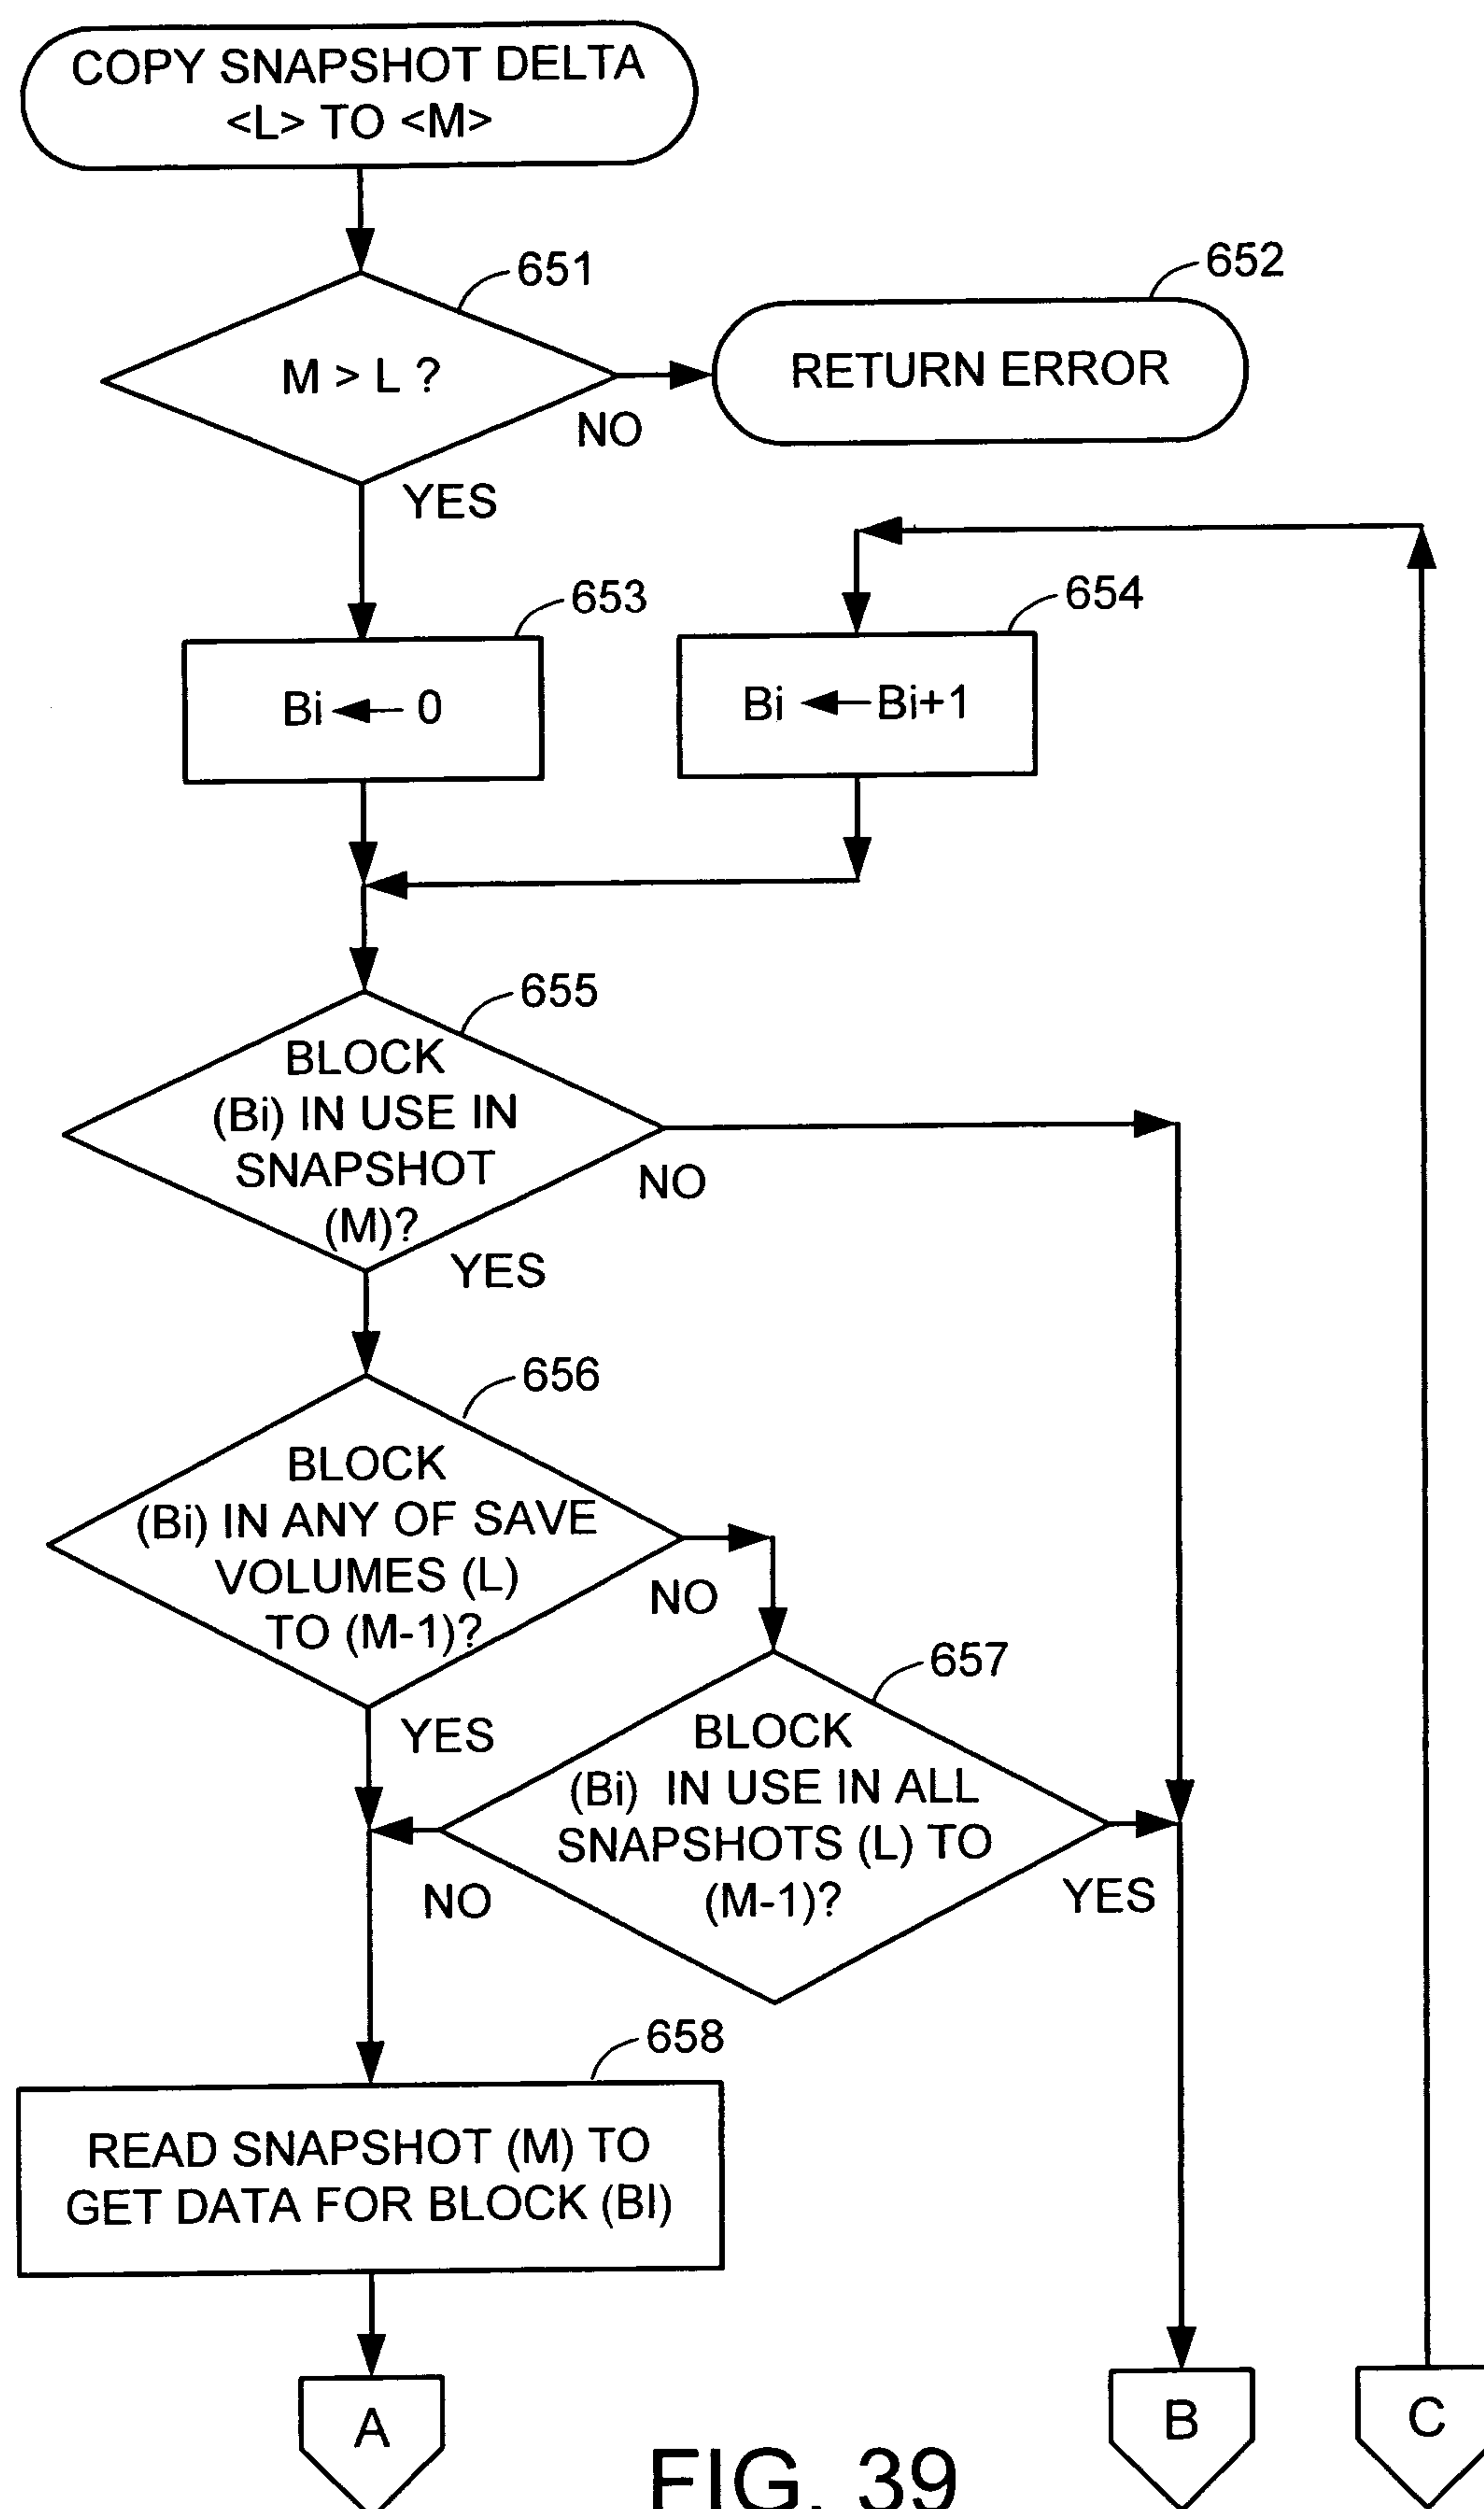 COPY SNAPSHOT DELTA
<L> TO <M>
651
M > L ?
NO
YES
652
RETURN ERROR
653
Bi ← 0
654
Bi ← Bi+1
655
BLOCK
(Bi) IN USE IN
SNAPSHOT
(M)?
NO
YES
656
BLOCK
(Bi) IN ANY OF SAVE
VOLUMES (L)
TO (M-1)?
NO
YES
657
BLOCK
(Bi) IN USE IN ALL
SNAPSHOTS (L) TO
(M-1)?
NO
YES
658
READ SNAPSHOT (M) TO
GET DATA FOR BLOCK (BI)
A
B
C
FIG. 39